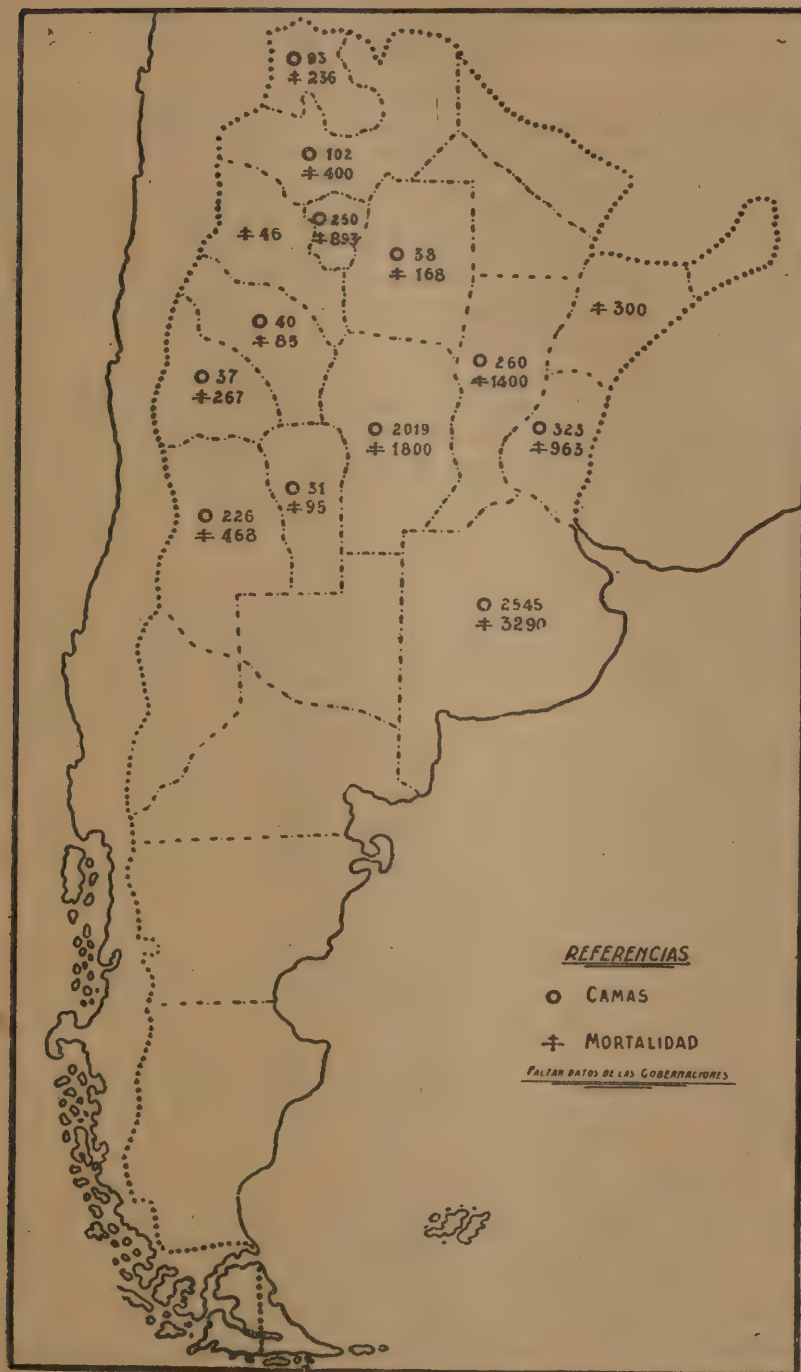 O 93
‡ 236
O 102
‡ 400
O 250
‡ 893
‡ 46
O 38
‡ 168
‡ 300
O 40
‡ 85
O 260
‡ 1400
O 37
‡ 267
O 2019
‡ 1800
O 323
‡ 963
O 31
‡ 95
O 226
‡ 468
O 2545
‡ 3290
REFERENCIAS
O CAMAS
‡ MORTALIDAD
FALTAN DATOS DE LAS GOBERNACIONES